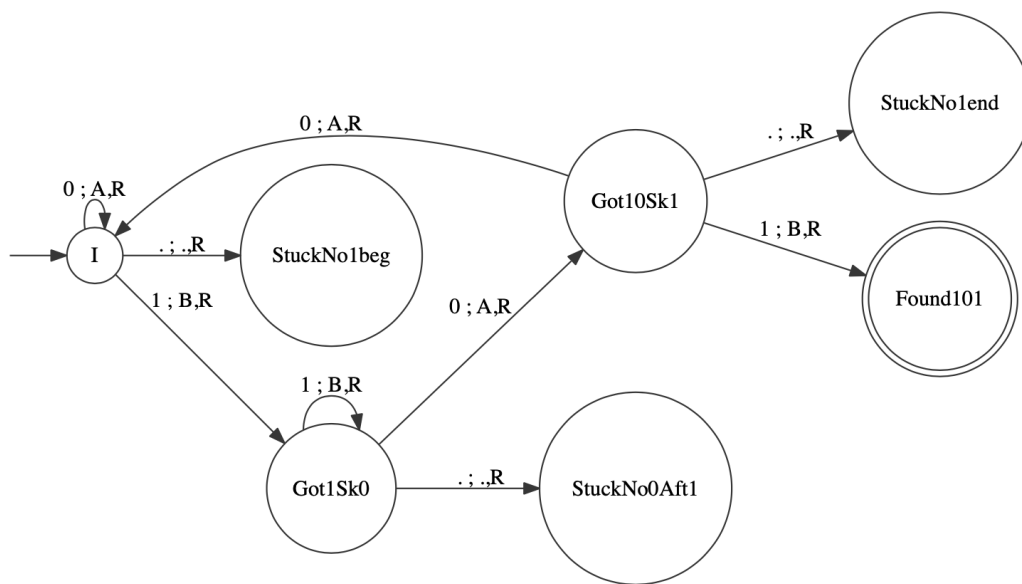 StuckNo1end
0 ; A,R
. ; .,R
Got10Sk1
0 ; A,R
1 ; B,R
. ; .,R
I
StuckNo1beg
Found101
1 ; B,R
0 ; A,R
1 ; B,R
. ; .,R
Got1Sk0
StuckNo0Aft1